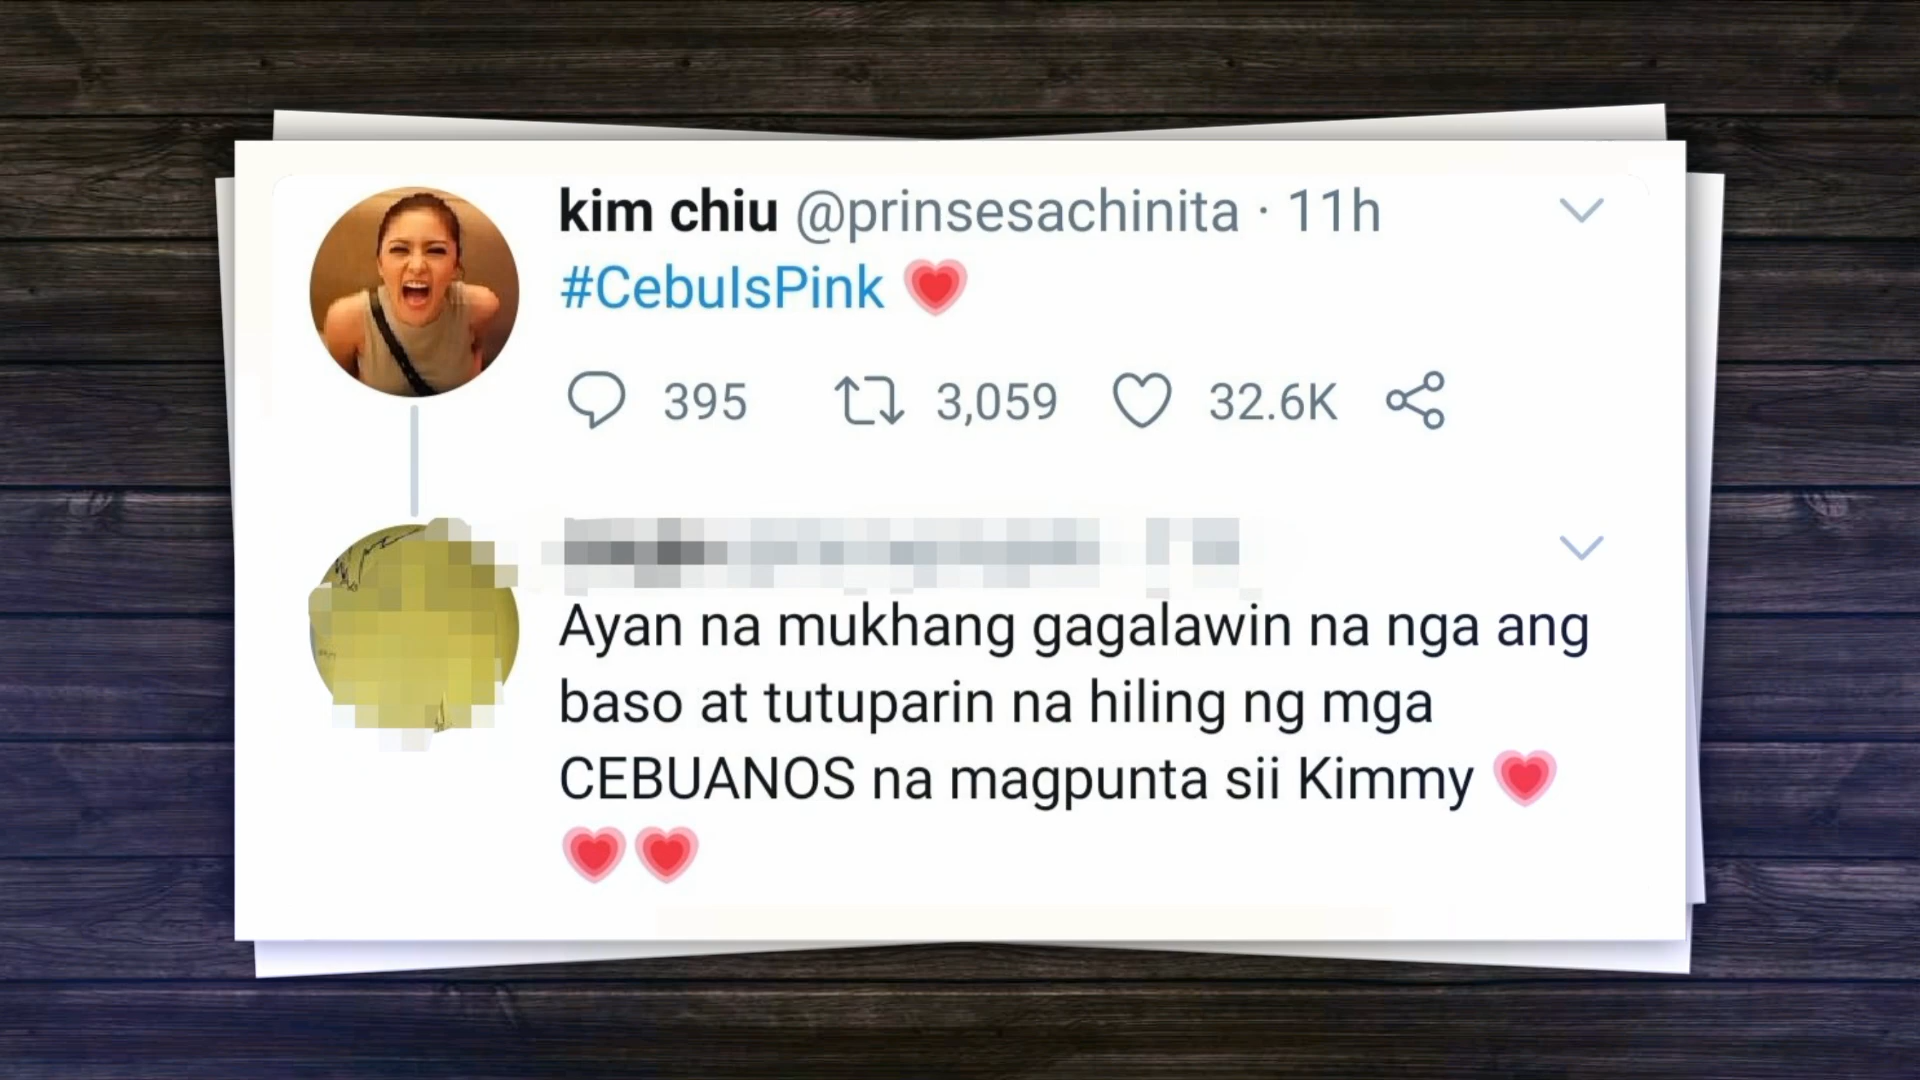 kim chiu @prinsesachinita · 11h
#CebuIsPink 💗
395 3,059 32.6K
Ayan na mukhang gagalawin na nga ang
baso at tutuparin na hiling ng mga
CEBUANOS na magpunta sii Kimmy 💗
💗💗